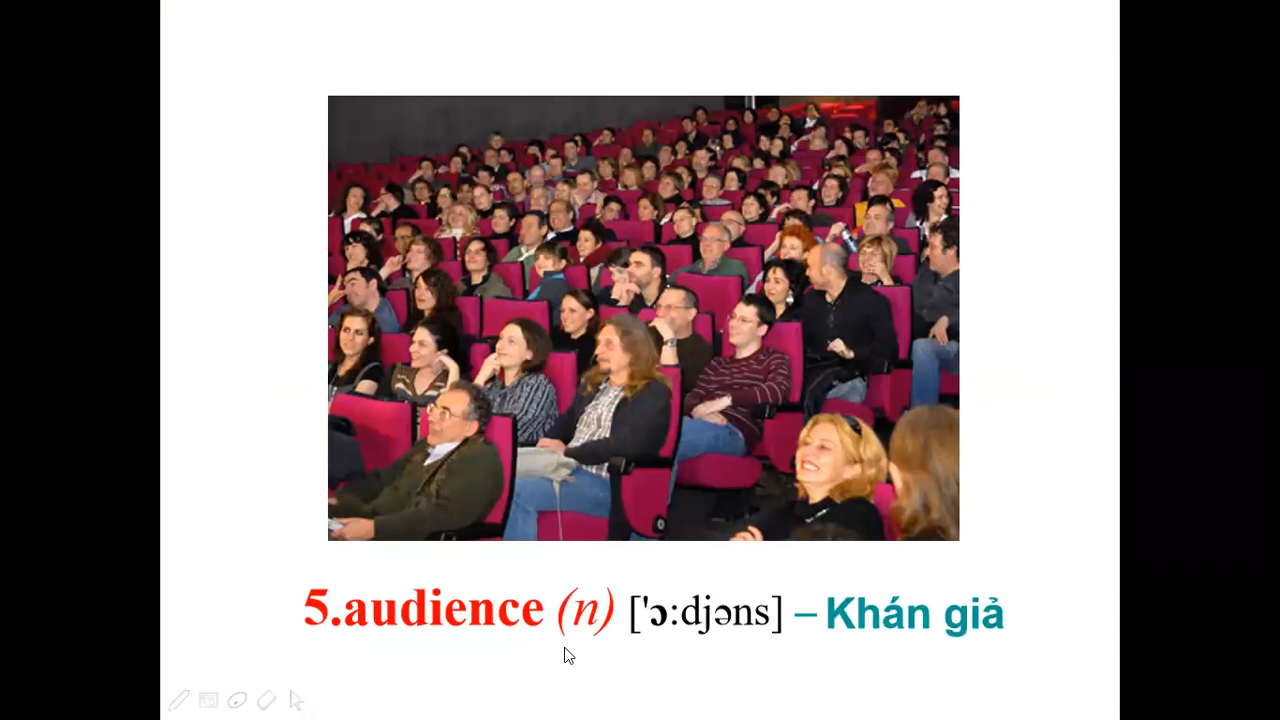 5.audience (n) ['ɔ:djəns] – Khán giả